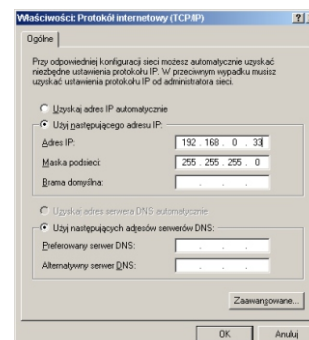 Właściwości: Protokół internetowy (TCP/IP)
Ogólne
Przy odpowiedniej konfiguracji sieci możesz automatycznie uzyskać
niezbędne ustawienia protokołu IP. W przeciwnym wypadku musisz
uzyskać ustawienia protokołu IP od administratora sieci.
Uzyskaj adres IP automatycznie
Użyj następującego adresu IP:
Adres IP: 192 . 168 . 0 . 33
Maska podsieci: 255 . 255 . 255 . 0
Brama domyślna: . . .
Uzyskaj adres serwera DNS automatycznie
Użyj następujących adresów serwerów DNS:
Preferowany serwer DNS: . . .
Alternatywny serwer DNS: . . .
Zaawansowane...
OK Anuluj